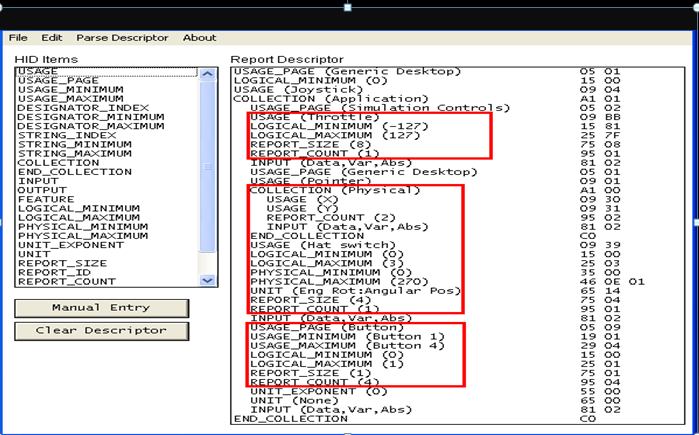 File Edit Parse Descriptor About
HID Items
USAGE
USAGE_PAGE
USAGE_MINIMUM
USAGE_MAXIMUM
DESIGNATOR_INDEX
DESIGNATOR_MINIMUM
DESIGNATOR_MAXIMUM
STRING_INDEX
STRING_MINIMUM
STRING_MAXIMUM
COLLECTION
END_COLLECTION
INPUT
OUTPUT
FEATURE
LOGICAL_MINIMUM
LOGICAL_MAXIMUM
PHYSICAL_MINIMUM
PHYSICAL_MAXIMUM
UNIT_EXPONENT
UNIT
REPORT_SIZE
REPORT_ID
REPORT_COUNT
Manual Entry
Clear Descriptor
Report Descriptor
USAGE_PAGE (Generic Desktop) 05 01
LOGICAL_MINIMUM (0) 15 00
USAGE (Joystick) 09 04
COLLECTION (Application) A1 01
USAGE_PAGE (Simulation Controls) 05 02
USAGE (Throttle) 09 BB
LOGICAL_MINIMUM (-127) 15 81
LOGICAL_MAXIMUM (127) 25 7F
REPORT_SIZE (8) 75 08
REPORT_COUNT (1) 95 01
INPUT (Data,Var,Abs) 81 02
USAGE_PAGE (Generic Desktop) 05 01
USAGE (Pointer) 09 01
COLLECTION (Physical) A1 00
USAGE (X) 09 30
USAGE (Y) 09 31
REPORT_COUNT (2) 95 02
INPUT (Data,Var,Abs) 81 02
END_COLLECTION C0
USAGE (Hat switch) 09 39
LOGICAL_MINIMUM (0) 15 00
LOGICAL_MAXIMUM (3) 25 03
PHYSICAL_MINIMUM (0) 35 00
PHYSICAL_MAXIMUM (270) 46 0E 01
UNIT (Eng Rot:Angular Pos) 65 14
REPORT_SIZE (4) 75 04
REPORT_COUNT (1) 95 01
INPUT (Data,Var,Abs) 81 02
USAGE_PAGE (Button) 05 09
USAGE_MINIMUM (Button 1) 19 01
USAGE_MAXIMUM (Button 4) 29 04
LOGICAL_MINIMUM (0) 15 00
LOGICAL_MAXIMUM (1) 25 01
REPORT_SIZE (1) 75 01
REPORT_COUNT (4) 95 04
UNIT_EXPONENT (0) 55 00
UNIT (None) 65 00
INPUT (Data,Var,Abs) 81 02
END_COLLECTION C0